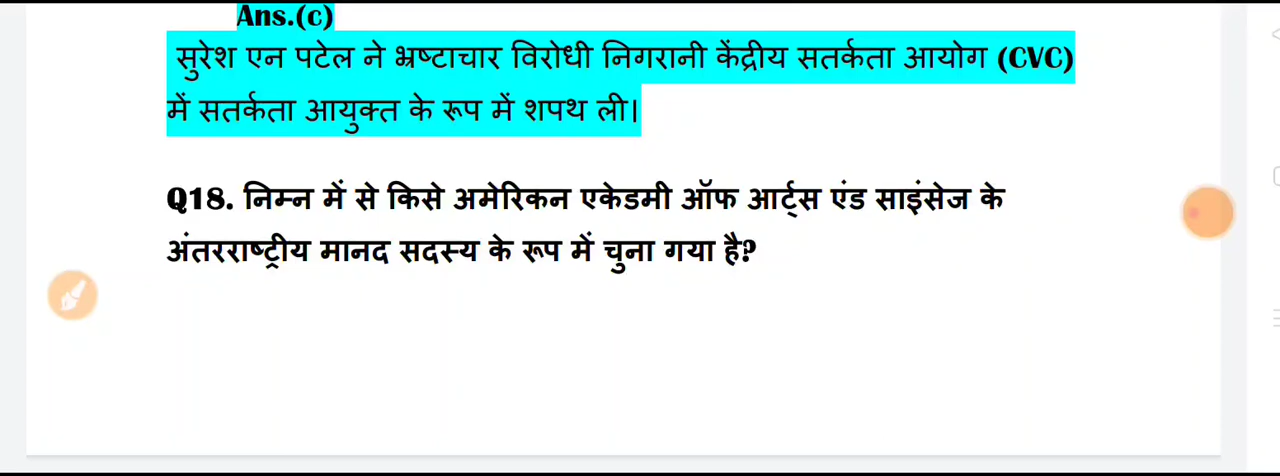 Ans.(c)
सुरेश एन पटेल ने भ्रष्टाचार विरोधी निगरानी केंद्रीय सतर्कता आयोग (CVC)
में सतर्कता आयुक्त के रूप में शपथ ली।
Q18. निम्न में से किसे अमेरिकन एकेडमी ऑफ आर्ट्स एंड साइंसेज के
अंतरराष्ट्रीय मानद सदस्य के रूप में चुना गया है?